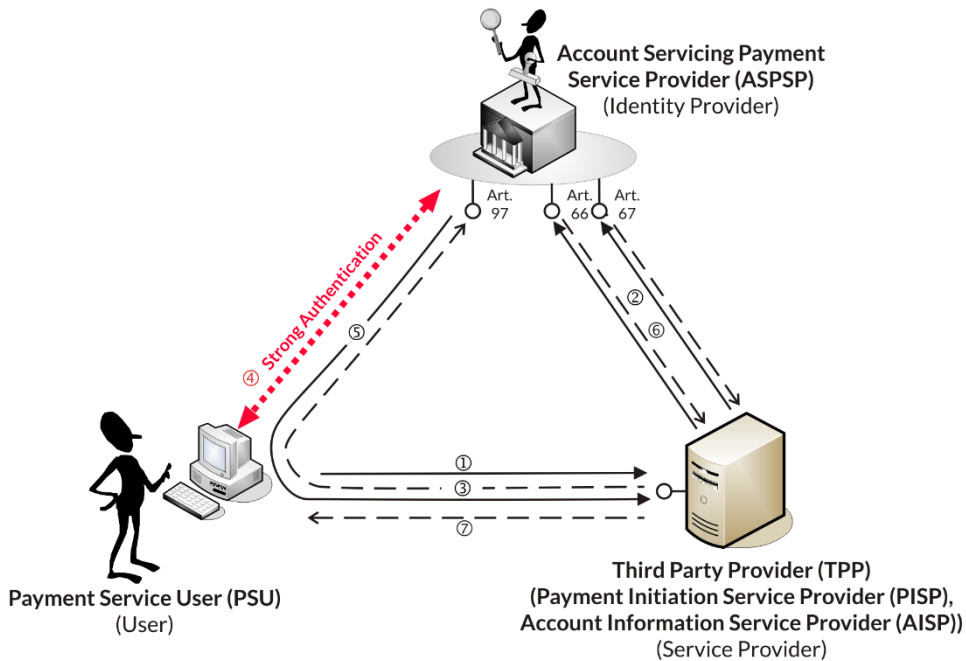 Account Servicing Payment
Service Provider (ASPSP)
(Identity Provider)
Art.
97
Art.
66
Art.
67
④ Strong Authentication
②
⑤
⑥
①
③
⑦
Payment Service User (PSU)
(User)
Third Party Provider (TPP)
(Payment Initiation Service Provider (PISP),
Account Information Service Provider (AISP))
(Service Provider)